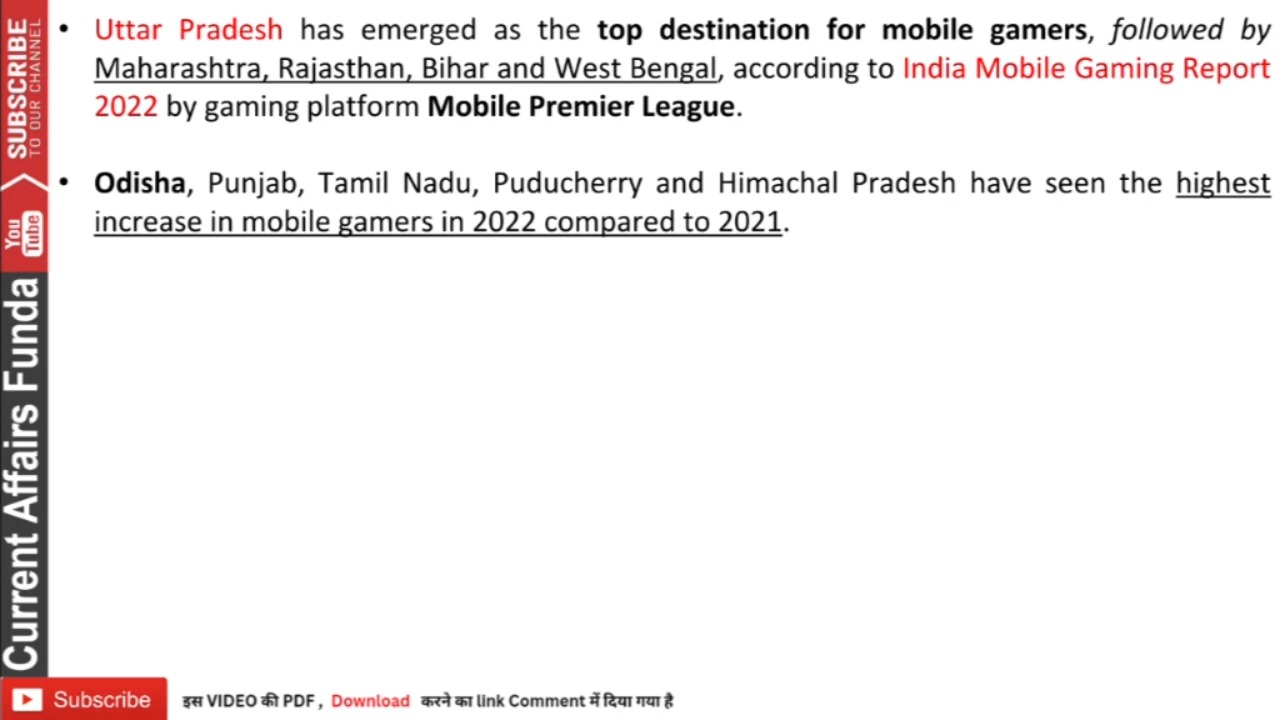 • Uttar Pradesh has emerged as the top destination for mobile gamers, followed by
Maharashtra, Rajasthan, Bihar and West Bengal, according to India Mobile Gaming Report
2022 by gaming platform Mobile Premier League.
• Odisha, Punjab, Tamil Nadu, Puducherry and Himachal Pradesh have seen the highest
increase in mobile gamers in 2022 compared to 2021.
SUBSCRIBE
TO OUR CHANNEL
You
Tube
Current Affairs Funda
Subscribe
इस VIDEO की PDF , Download करने का link Comment में दिया गया है